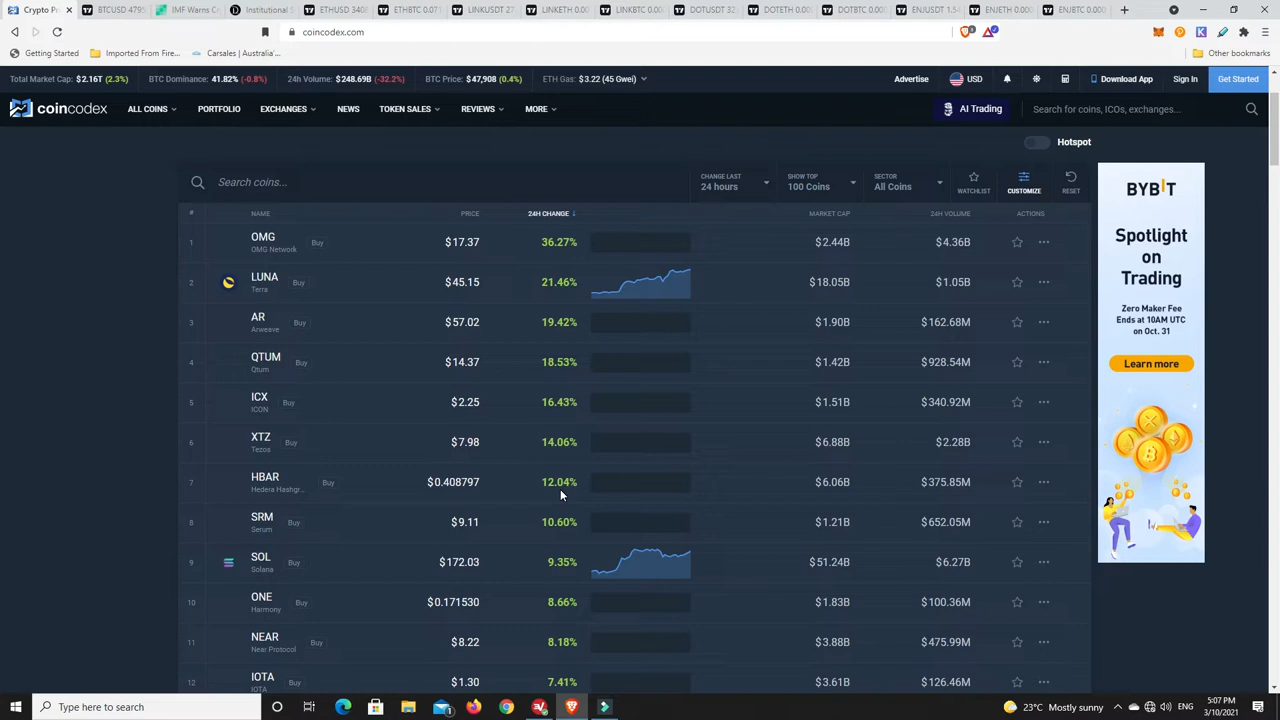 Crypto Pr
BTCUSD 4795
IMF Warns C
Institutional S
ETHUSD 3408
ETHBTC 0.071
LINKUSDT 27
LINKETH 0.00
LINKBTC 0.00
DOTUSDT 32
DOTETH 0.00
DOTBTC 0.00
ENJUSDT 1.54
ENJETH 0.000
ENJBTC 0.000
coincodex.com
Getting Started
Imported From Fire...
Carsales | Australia'...
Other bookmarks
Total Market Cap: $2.16T (2.3%)
BTC Dominance: 41.82% (-0.8%)
24h Volume: $248.69B (-32.2%)
BTC Price: $47,908 (0.4%)
ETH Gas: $3.22 (45 Gwei)
Advertise
USD
Download App
Sign In
Get Started
coincodex
ALL COINS
PORTFOLIO
EXCHANGES
NEWS
TOKEN SALES
REVIEWS
MORE
AI Trading
Search for coins, ICOs, exchanges...
Hotspot
Search coins...
CHANGE LAST
24 hours
SHOW TOP
100 Coins
SECTOR
All Coins
WATCHLIST
CUSTOMIZE
RESET
# NAME PRICE 24H CHANGE ↓ MARKET CAP 24H VOLUME ACTIONS
1 OMG Buy $17.37 36.27% $2.44B $4.36B
OMG Network
2 LUNA Buy $45.15 21.46% $18.05B $1.05B
Terra
3 AR Buy $57.02 19.42% $1.90B $162.68M
Arweave
4 QTUM Buy $14.37 18.53% $1.42B $928.54M
Qtum
5 ICX Buy $2.25 16.43% $1.51B $340.92M
ICON
6 XTZ Buy $7.98 14.06% $6.88B $2.28B
Tezos
7 HBAR Buy $0.408797 12.04% $6.06B $375.85M
Hedera Hashgr...
8 SRM Buy $9.11 10.60% $1.21B $652.05M
Serum
9 SOL Buy $172.03 9.35% $51.24B $6.27B
Solana
10 ONE Buy $0.171530 8.66% $1.83B $100.36M
Harmony
11 NEAR Buy $8.22 8.18% $3.88B $475.99M
Near Protocol
12 IOTA Buy $1.30 7.41% $3.61B $126.46M
IOTA
BYBIT
Spotlight
on
Trading
Zero Maker Fee
Ends at 10AM UTC
on Oct. 31
Learn more
Type here to search
23°C Mostly sunny
5:07 PM
3/10/2021